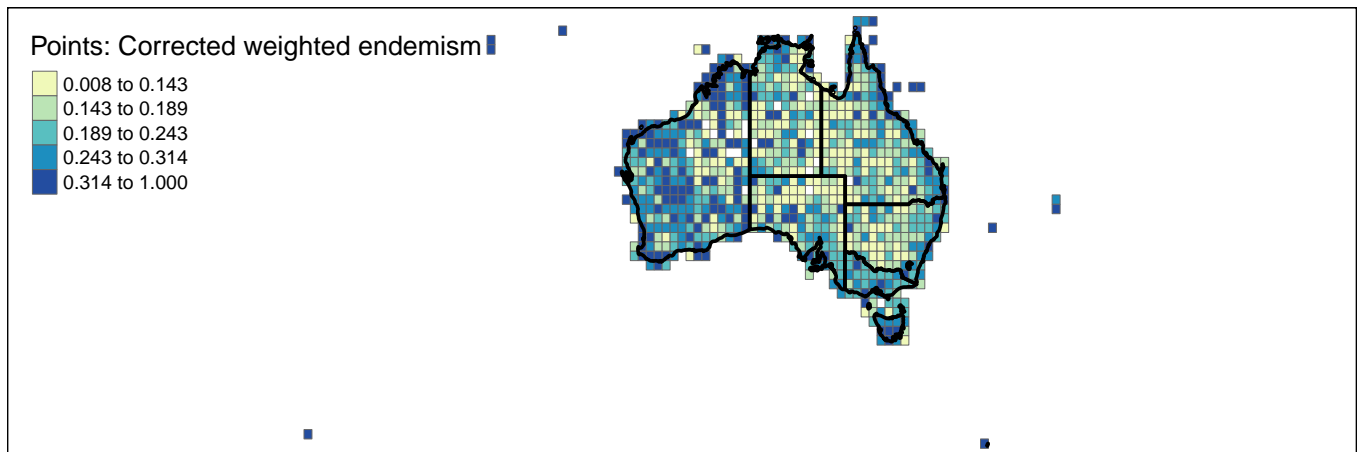 Points: Corrected weighted endemism
0.008 to 0.143
0.143 to 0.189
0.189 to 0.243
0.243 to 0.314
0.314 to 1.000